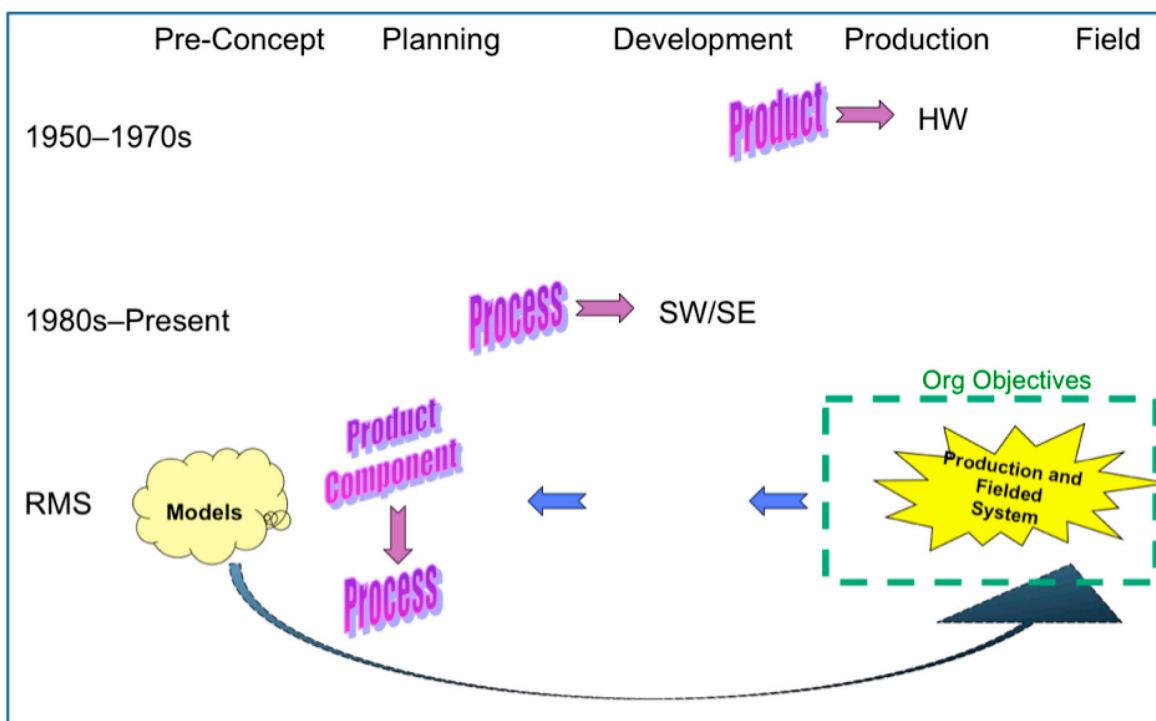 Pre-Concept Planning Development Production Field
1950–1970s
Product
HW
1980s–Present
Process
SW/SE
Org Objectives
RMS
Models
Product
Component
Process
Production and
Fielded
System